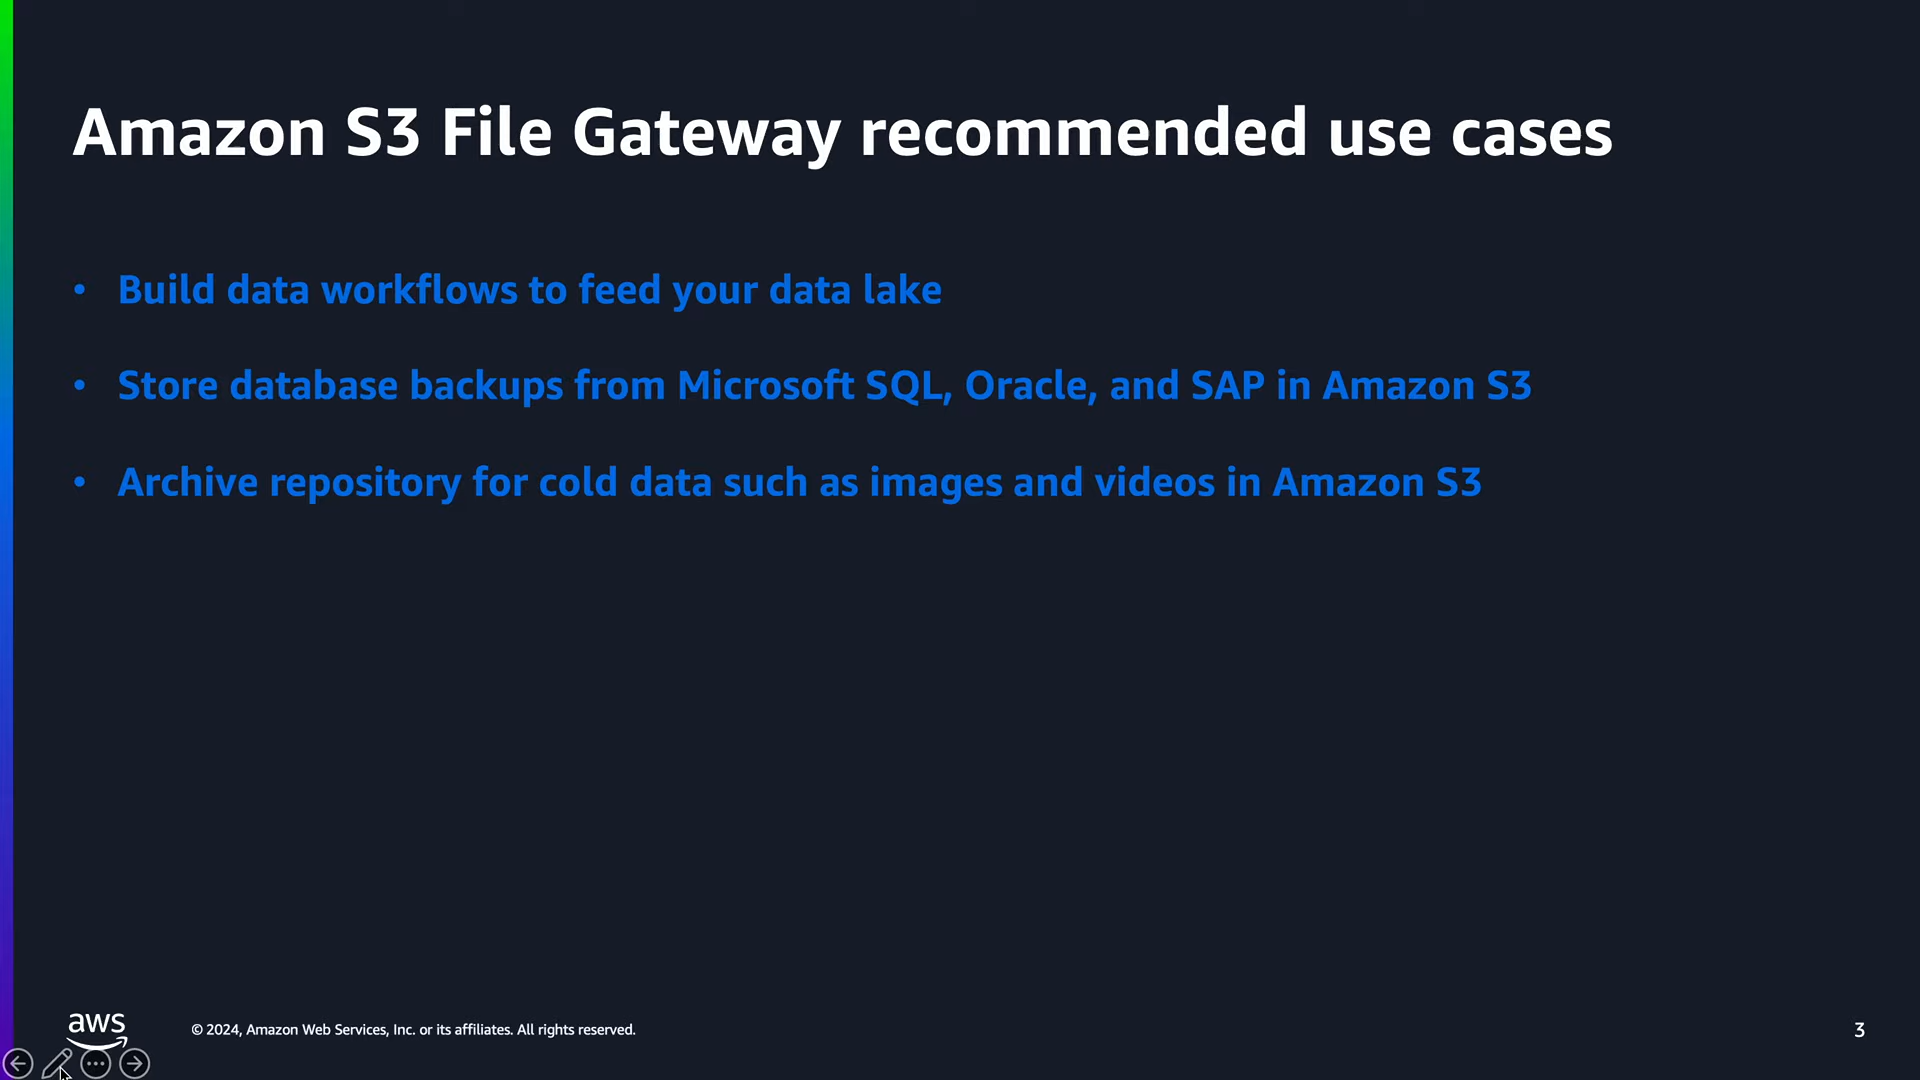 Amazon S3 File Gateway recommended use cases
• Build data workflows to feed your data lake
• Store database backups from Microsoft SQL, Oracle, and SAP in Amazon S3
• Archive repository for cold data such as images and videos in Amazon S3
aws
© 2024, Amazon Web Services, Inc. or its affiliates. All rights reserved.
3